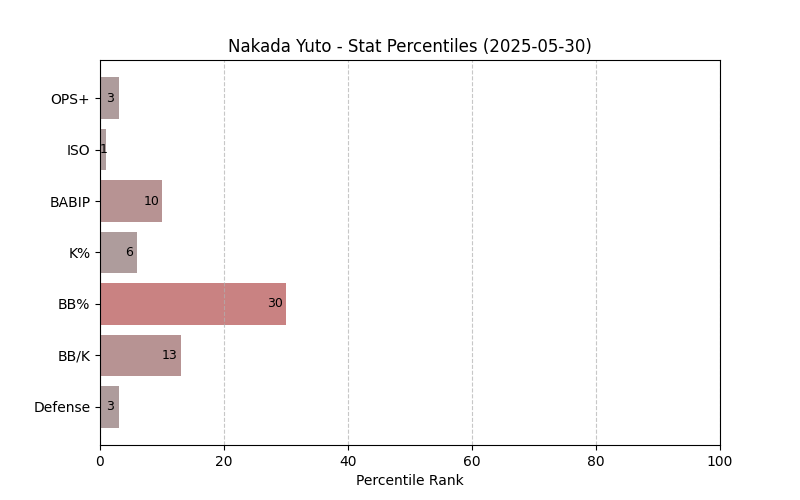 Nakada Yuto - Stat Percentiles (2025-05-30)
OPS+ 3
ISO 1
BABIP 10
K% 6
BB% 30
BB/K 13
Defense 3
0 20 40 60 80 100
Percentile Rank